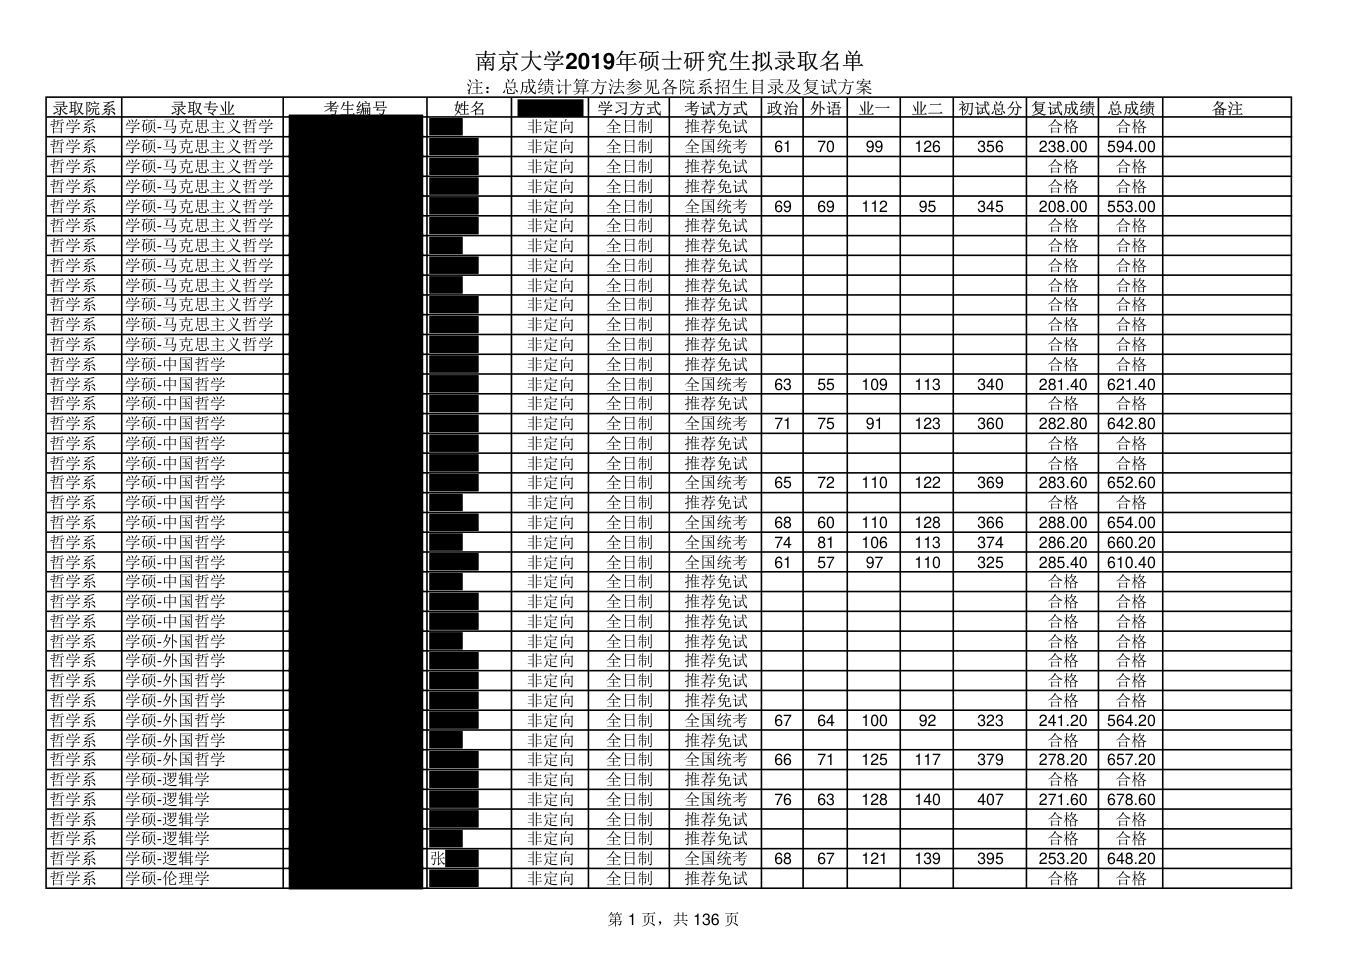 南京大学2019年硕士研究生拟录取名单
注：总成绩计算方法参见各院系招生目录及复试方案
录取院系 录取专业 考生编号 姓名 学习方式 考试方式 政治 外语 业一 业二 初试总分 复试成绩 总成绩 备注
哲学系 学硕-马克思主义哲学 非定向 全日制 推荐免试 合格 合格
哲学系 学硕-马克思主义哲学 非定向 全日制 全国统考 61 70 99 126 356 238.00 594.00
哲学系 学硕-马克思主义哲学 非定向 全日制 推荐免试 合格 合格
哲学系 学硕-马克思主义哲学 非定向 全日制 推荐免试 合格 合格
哲学系 学硕-马克思主义哲学 非定向 全日制 全国统考 69 69 112 95 345 208.00 553.00
哲学系 学硕-马克思主义哲学 非定向 全日制 推荐免试 合格 合格
哲学系 学硕-马克思主义哲学 非定向 全日制 推荐免试 合格 合格
哲学系 学硕-马克思主义哲学 非定向 全日制 推荐免试 合格 合格
哲学系 学硕-马克思主义哲学 非定向 全日制 推荐免试 合格 合格
哲学系 学硕-马克思主义哲学 非定向 全日制 推荐免试 合格 合格
哲学系 学硕-马克思主义哲学 非定向 全日制 推荐免试 合格 合格
哲学系 学硕-马克思主义哲学 非定向 全日制 推荐免试 合格 合格
哲学系 学硕-中国哲学 非定向 全日制 推荐免试 合格 合格
哲学系 学硕-中国哲学 非定向 全日制 全国统考 63 55 109 113 340 281.40 621.40
哲学系 学硕-中国哲学 非定向 全日制 推荐免试 合格 合格
哲学系 学硕-中国哲学 非定向 全日制 全国统考 71 75 91 123 360 282.80 642.80
哲学系 学硕-中国哲学 非定向 全日制 推荐免试 合格 合格
哲学系 学硕-中国哲学 非定向 全日制 推荐免试 合格 合格
哲学系 学硕-中国哲学 非定向 全日制 全国统考 65 72 110 122 369 283.60 652.60
哲学系 学硕-中国哲学 非定向 全日制 推荐免试 合格 合格
哲学系 学硕-中国哲学 非定向 全日制 全国统考 68 60 110 128 366 288.00 654.00
哲学系 学硕-中国哲学 非定向 全日制 全国统考 74 81 106 113 374 286.20 660.20
哲学系 学硕-中国哲学 非定向 全日制 全国统考 61 57 97 110 325 285.40 610.40
哲学系 学硕-中国哲学 非定向 全日制 推荐免试 合格 合格
哲学系 学硕-中国哲学 非定向 全日制 推荐免试 合格 合格
哲学系 学硕-中国哲学 非定向 全日制 推荐免试 合格 合格
哲学系 学硕-外国哲学 非定向 全日制 推荐免试 合格 合格
哲学系 学硕-外国哲学 非定向 全日制 推荐免试 合格 合格
哲学系 学硕-外国哲学 非定向 全日制 推荐免试 合格 合格
哲学系 学硕-外国哲学 非定向 全日制 推荐免试 合格 合格
哲学系 学硕-外国哲学 非定向 全日制 全国统考 67 64 100 92 323 241.20 564.20
哲学系 学硕-外国哲学 非定向 全日制 推荐免试 合格 合格
哲学系 学硕-外国哲学 非定向 全日制 全国统考 66 71 125 117 379 278.20 657.20
哲学系 学硕-逻辑学 非定向 全日制 推荐免试 合格 合格
哲学系 学硕-逻辑学 非定向 全日制 全国统考 76 63 128 140 407 271.60 678.60
哲学系 学硕-逻辑学 非定向 全日制 推荐免试 合格 合格
哲学系 学硕-逻辑学 非定向 全日制 推荐免试 合格 合格
哲学系 学硕-逻辑学 张 非定向 全日制 全国统考 68 67 121 139 395 253.20 648.20
哲学系 学硕-伦理学 非定向 全日制 推荐免试 合格 合格
第 1 页，共 136 页